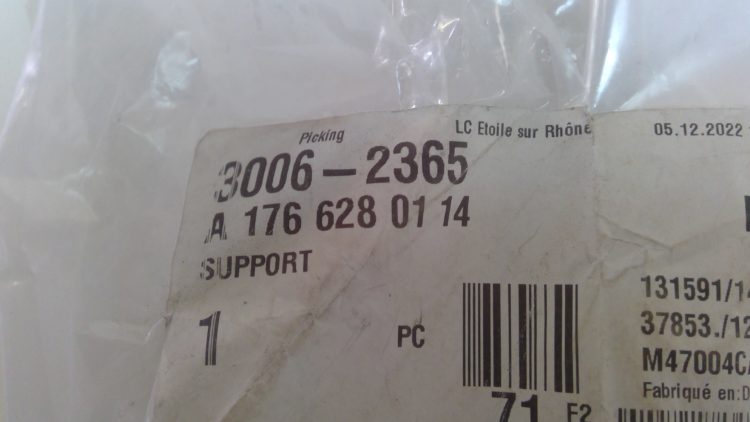 Picking
LC Etoile sur Rhône
05.12.2022
3006-2365
A 176 628 01 14
SUPPORT
1
PC
131591/14
37853./12
M47004C
Fabriqué en:D
71 F2